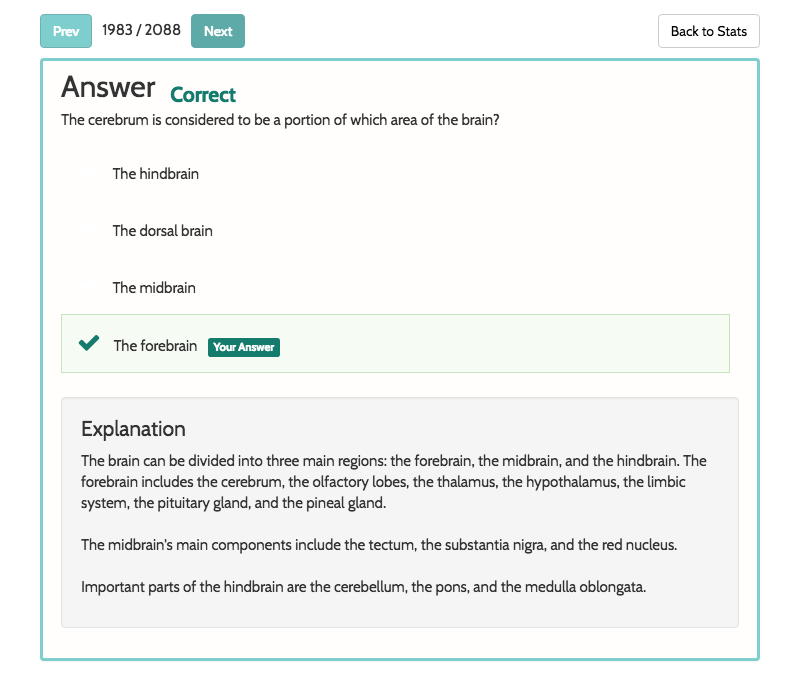 Prev 1983 / 2088 Next Back to Stats
Answer Correct
The cerebrum is considered to be a portion of which area of the brain?
The hindbrain
The dorsal brain
The midbrain
The forebrain Your Answer
Explanation
The brain can be divided into three main regions: the forebrain, the midbrain, and the hindbrain. The
forebrain includes the cerebrum, the olfactory lobes, the thalamus, the hypothalamus, the limbic
system, the pituitary gland, and the pineal gland.
The midbrain's main components include the tectum, the substantia nigra, and the red nucleus.
Important parts of the hindbrain are the cerebellum, the pons, and the medulla oblongata.